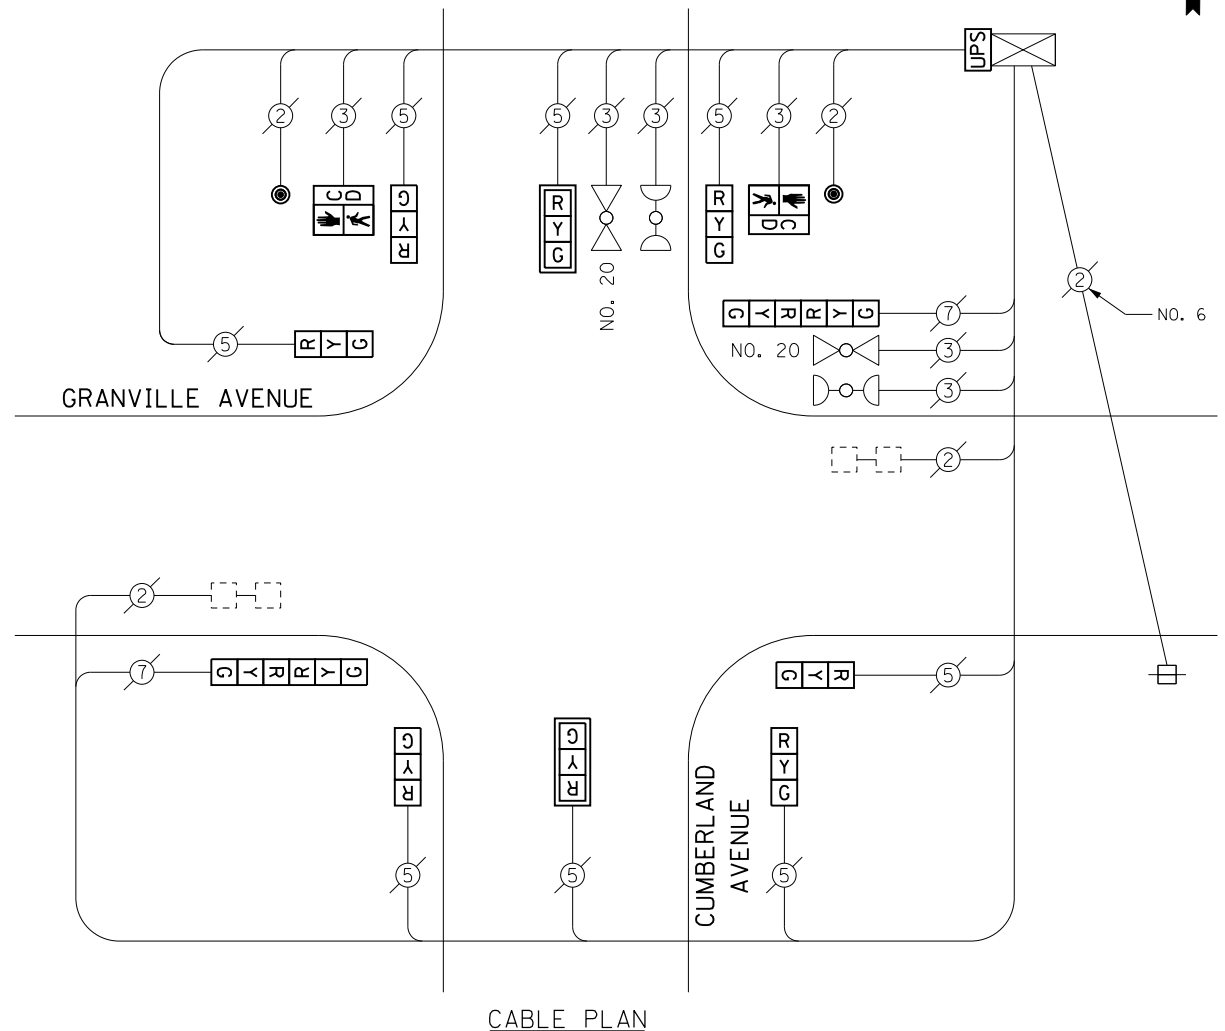 UPS
2 3 5 5 3 3 5 3 2
C D
G Y R
R Y G
R Y G
C D
NO. 20
2
NO. 6
G Y R R Y G 7
5 R Y G
NO. 20 3
3
GRANVILLE AVENUE
2
2
7 G Y R R Y G
G Y R 5
G Y R
G Y R
R Y G
CUMBERLAND
AVENUE
5 5 5
CABLE PLAN